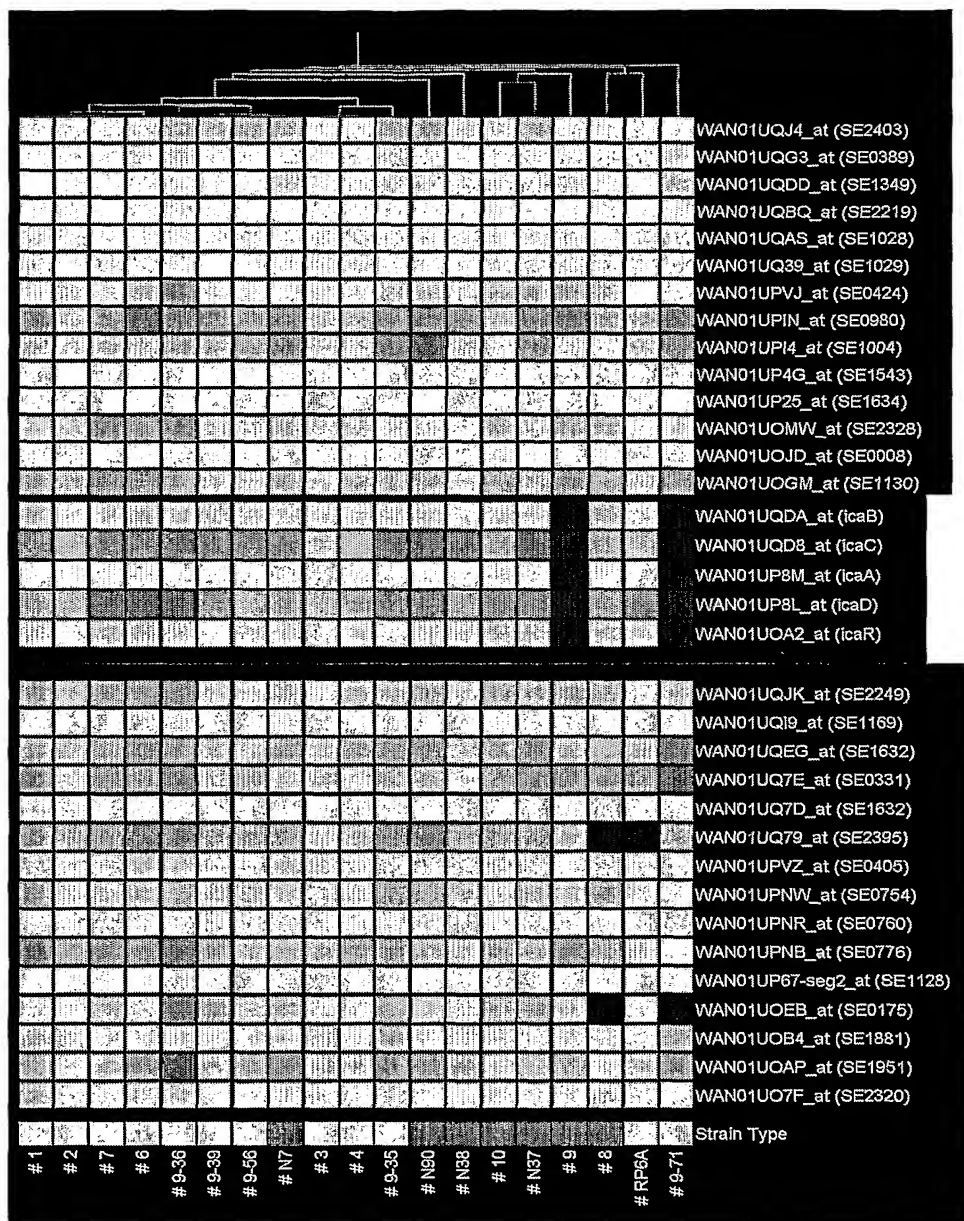 WAN01UQJ4_at (SE2403)
WAN01UQG3_at (SE0389)
WAN01UQDD_at (SE1349)
WAN01UQBQ_at (SE2219)
WAN01UQAS_at (SE1028)
WAN01UQ39_at (SE1029)
WAN01UPVJ_at (SE0424)
WAN01UPIN_at (SE0980)
WAN01UPI4_at (SE1004)
WAN01UP4G_at (SE1543)
WAN01UP25_at (SE1634)
WAN01UOMW_at (SE2328)
WAN01UOJD_at (SE0008)
WAN01UOGM_at (SE1130)
WAN01UQDA_at (icaB)
WAN01UQD8_at (icaC)
WAN01UP8M_at (icaA)
WAN01UP8L_at (icaD)
WAN01UOA2_at (icaR)
WAN01UQJK_at (SE2249)
WAN01UQI9_at (SE1169)
WAN01UQEG_at (SE1632)
WAN01UQ7E_at (SE0331)
WAN01UQ7D_at (SE1632)
WAN01UQ79_at (SE2395)
WAN01UPVZ_at (SE0405)
WAN01UPNW_at (SE0754)
WAN01UPNR_at (SE0760)
WAN01UPNB_at (SE0776)
WAN01UP67-seg2_at (SE1128)
WAN01UOEB_at (SE0175)
WAN01UOB4_at (SE1881)
WAN01UOAP_at (SE1951)
WAN01UO7F_at (SE2320)
Strain Type
# 1
# 2
# 7
# 6
# 9-36
# 9-39
# 9-56
# N7
# 3
# 4
# 9-35
# N90
# N38
# 10
# N37
# 9
# 8
# RP6A
# 9-71